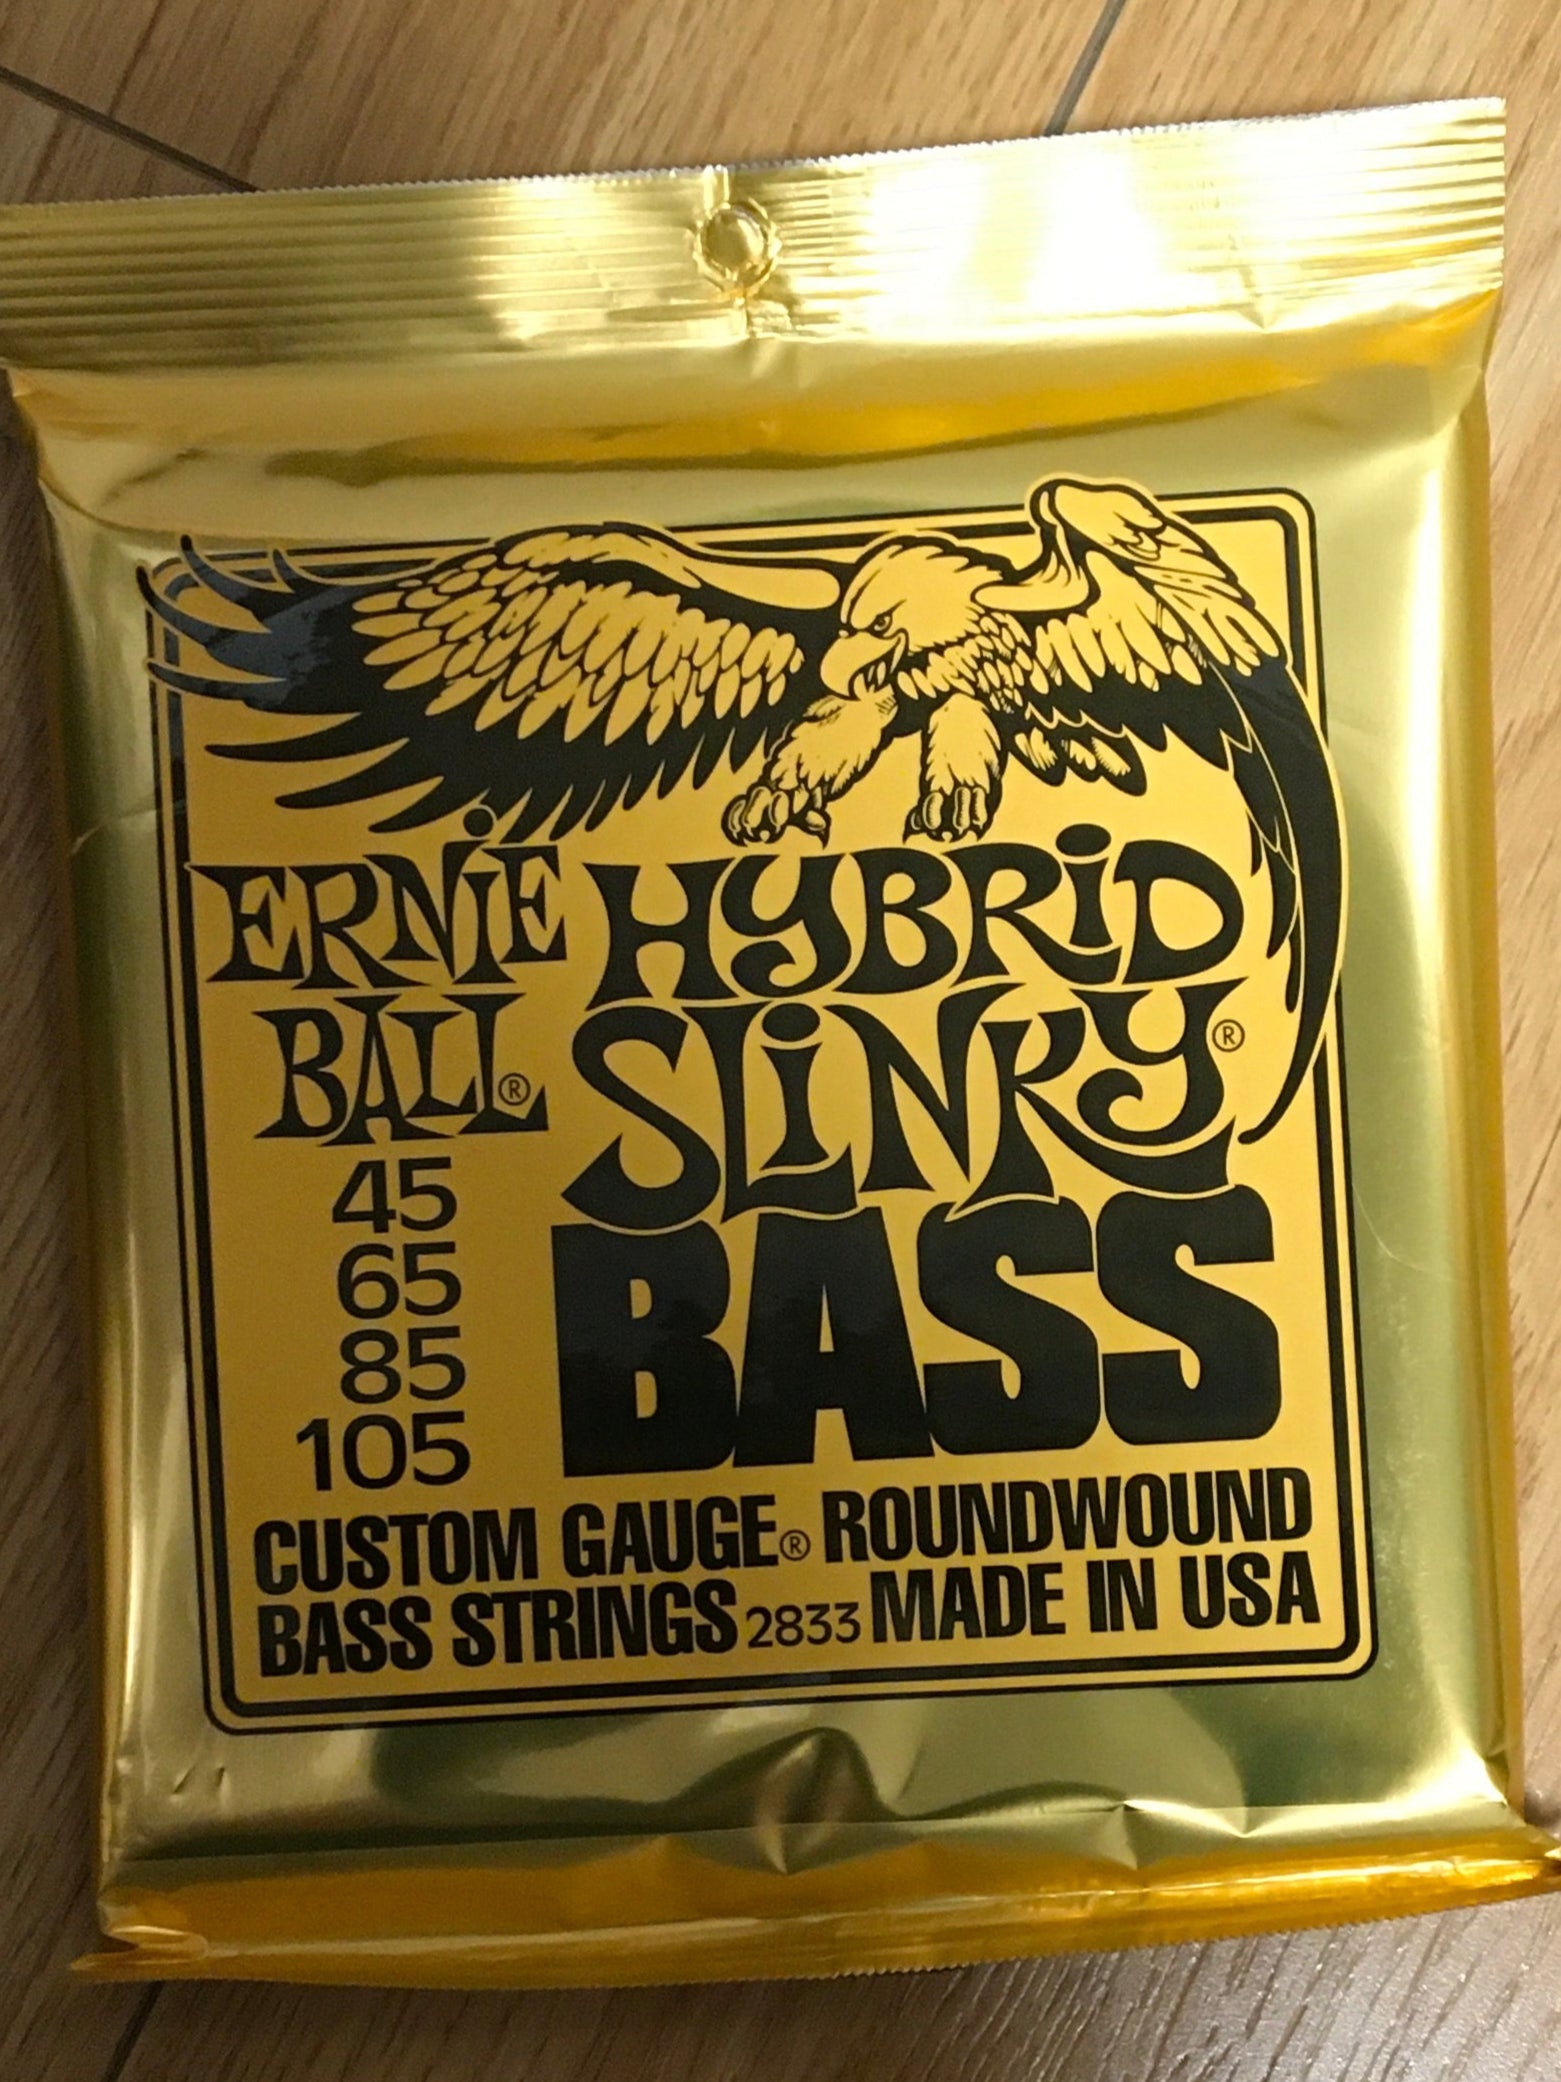 ERNiE BALL®
HYBRiD SLiNKY®
BASS
45
65
85
105
CUSTOM GAUGE® ROUNDWOUND
BASS STRINGS 2833 MADE IN USA